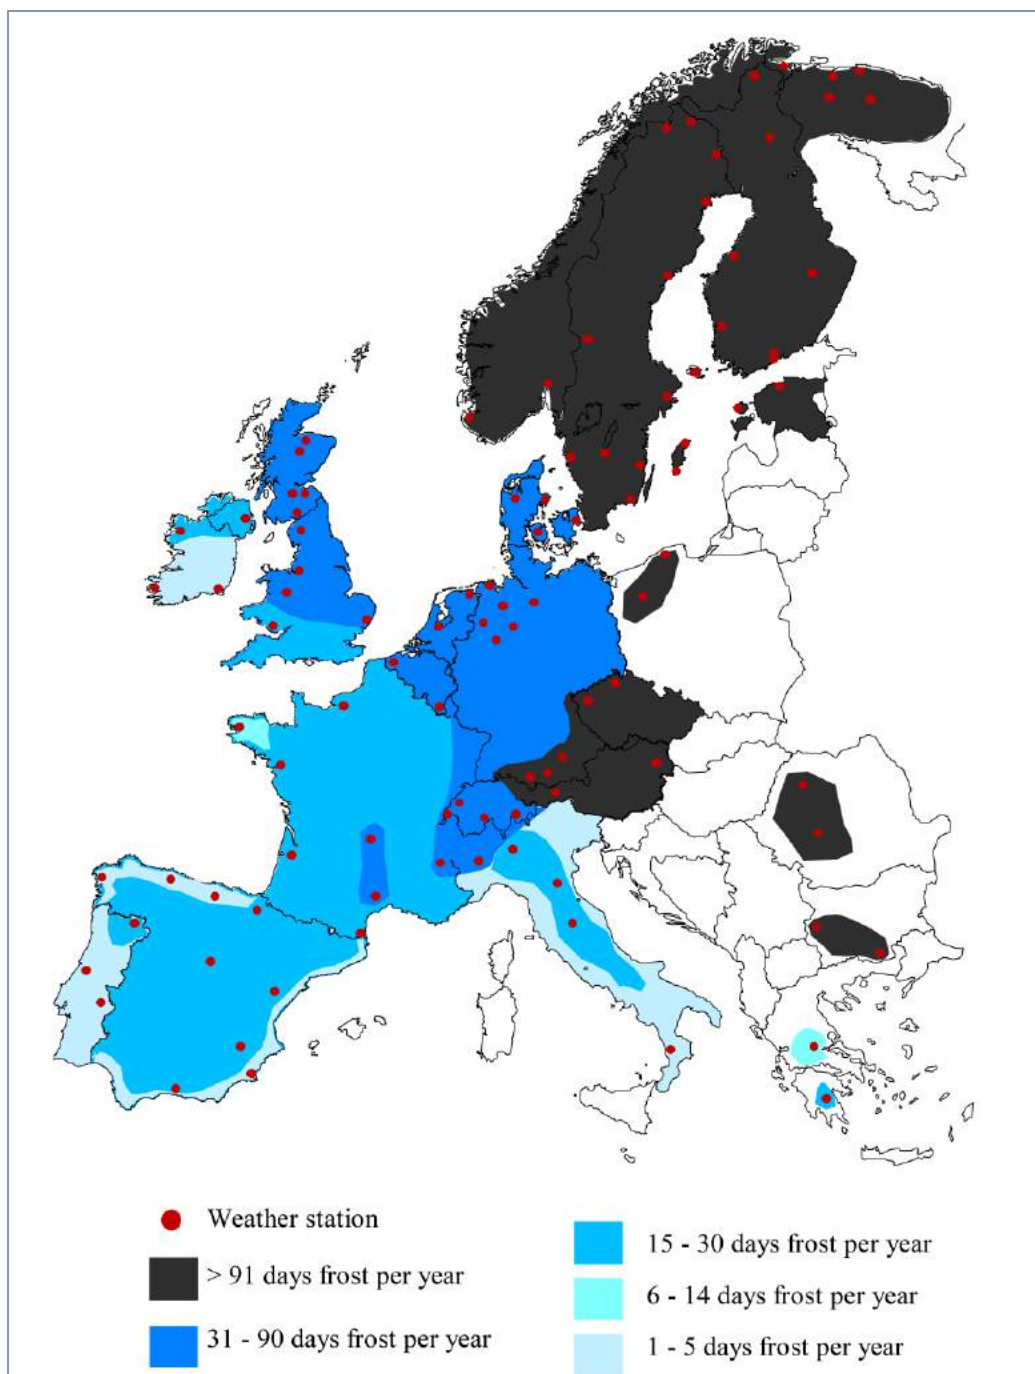 Weather station
> 91 days frost per year
31 - 90 days frost per year
15 - 30 days frost per year
6 - 14 days frost per year
1 - 5 days frost per year